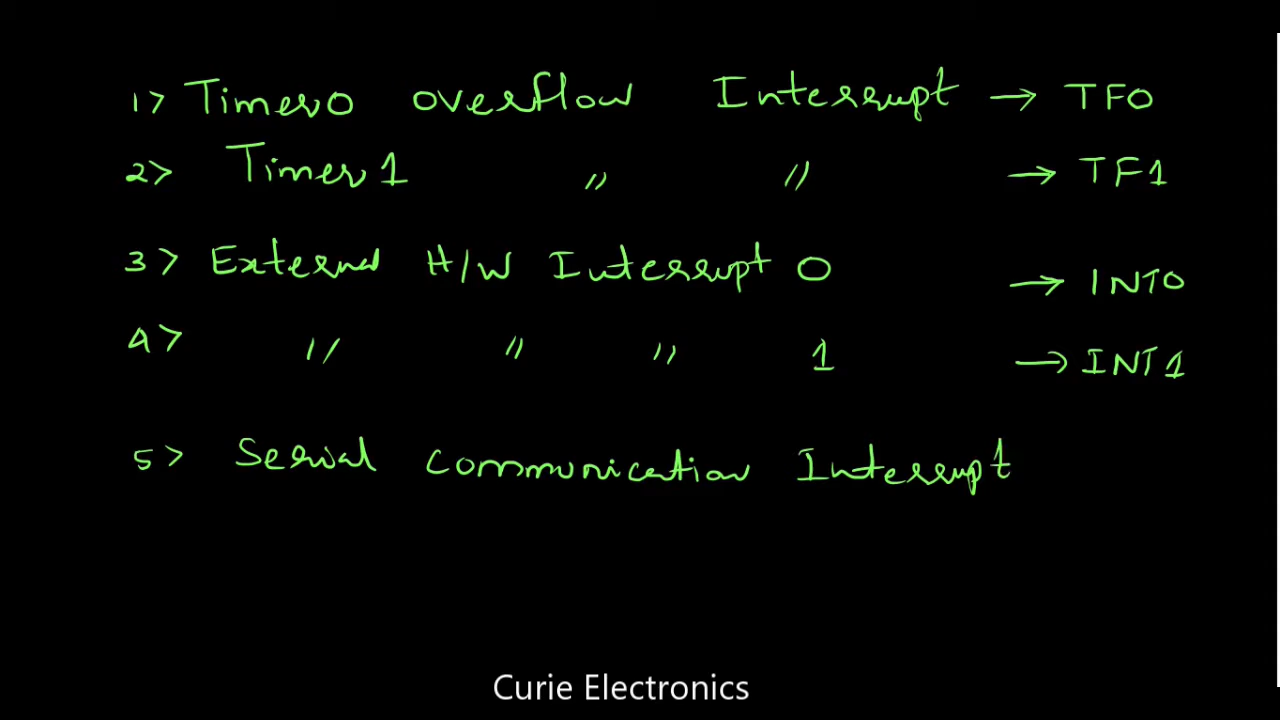 1> Timer0 overflow Interrupt → TF0
2> Timer1 " " → TF1
3> External H/W Interrupt 0 → INT0
4> " " " 1 → INT1
5> Serial communication Interrupt
Curie Electronics